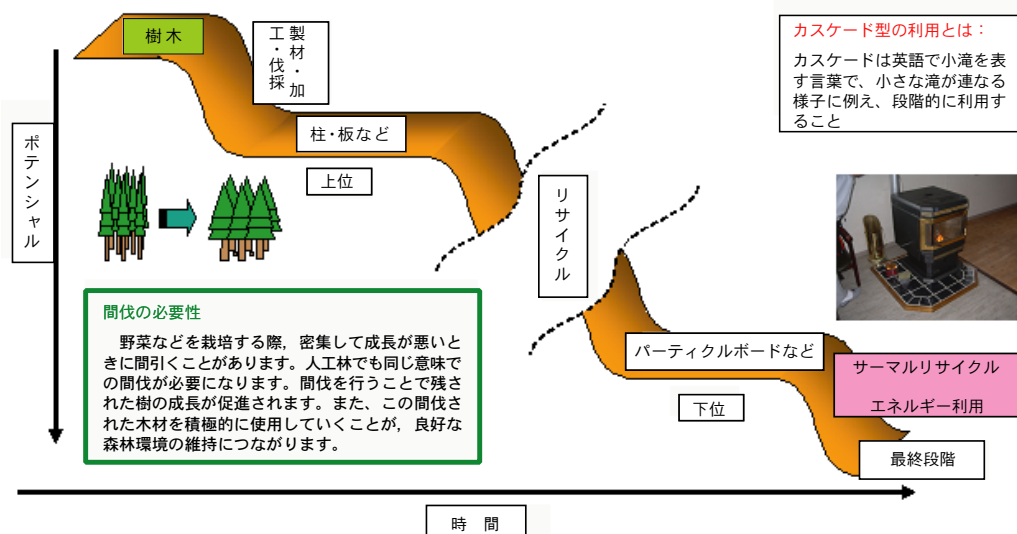 樹木
製材・加
工・伐採
柱・板など
上位
ポテンシャル
リサイクル
カスケード型の利用とは：
カスケードは英語で小滝を表
す言葉で、小さな滝が連なる
様子に例え、段階的に利用す
ること
間伐の必要性
野菜などを栽培する際，密集して成長が悪いと
きに間引くことがあります。人工林でも同じ意味で
の間伐が必要になります。間伐を行うことで残さ
れた樹の成長が促進されます。また、この間伐さ
れた木材を積極的に使用していくことが，良好な
森林環境の維持につながります。
パーティクルボードなど
下位
サーマルリサイクル
エネルギー利用
最終段階
時間